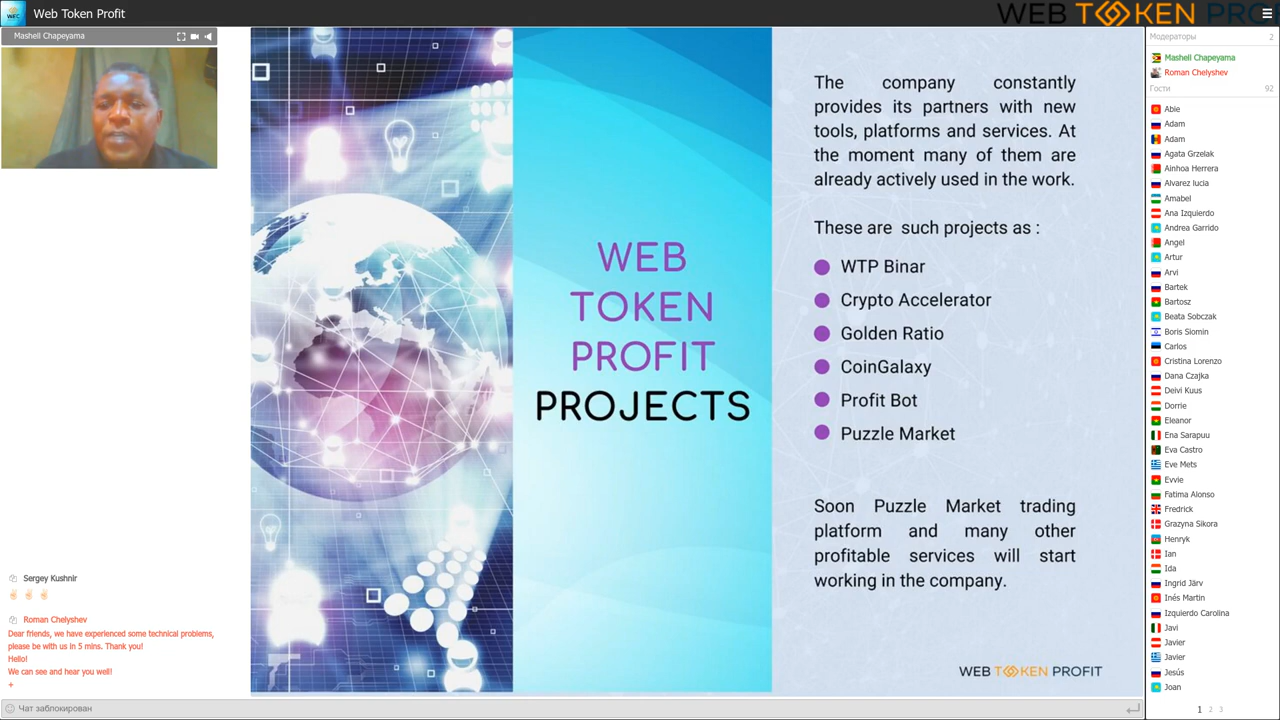 WEC
Web Token Profit
WEB TOKEN PRO
Mashell Chapeyama
WEB
TOKEN
PROFIT
PROJECTS
The company constantly
provides its partners with new
tools, platforms and services. At
the moment many of them are
already actively used in the work.
These are such projects as :
WTP Binar
Crypto Accelerator
Golden Ratio
CoinGalaxy
Profit Bot
Puzzle Market
Soon Puzzle Market trading
platform and many other
profitable services will start
working in the company.
WEB TOKEN PROFIT
Sergey Kushnir
Roman Chelyshev
Dear friends, we have experienced some technical problems,
please be with us in 5 mins. Thank you!
Hello!
We can see and hear you well!
+
Чат заблокирован
Модераторы 2
Mashell Chapeyama
Roman Chelyshev
Гости 92
Abie
Adam
Adam
Agata Grzelak
Ainhoa Herrera
Alvarez lucia
Amabel
Ana Izquierdo
Andrea Garrido
Angel
Artur
Arvi
Bartek
Bartosz
Beata Sobczak
Boris Siomin
Carlos
Cristina Lorenzo
Dana Czajka
Deivi Kuus
Dorrie
Eleanor
Ena Sarapuu
Eva Castro
Eve Mets
Evvie
Fatima Alonso
Fredrick
Grazyna Sikora
Henryk
Ian
Ida
Ingrid Järv
Inés Martin
Izquierdo Carolina
Javi
Javier
Javier
Jesús
Joan
1 2 3